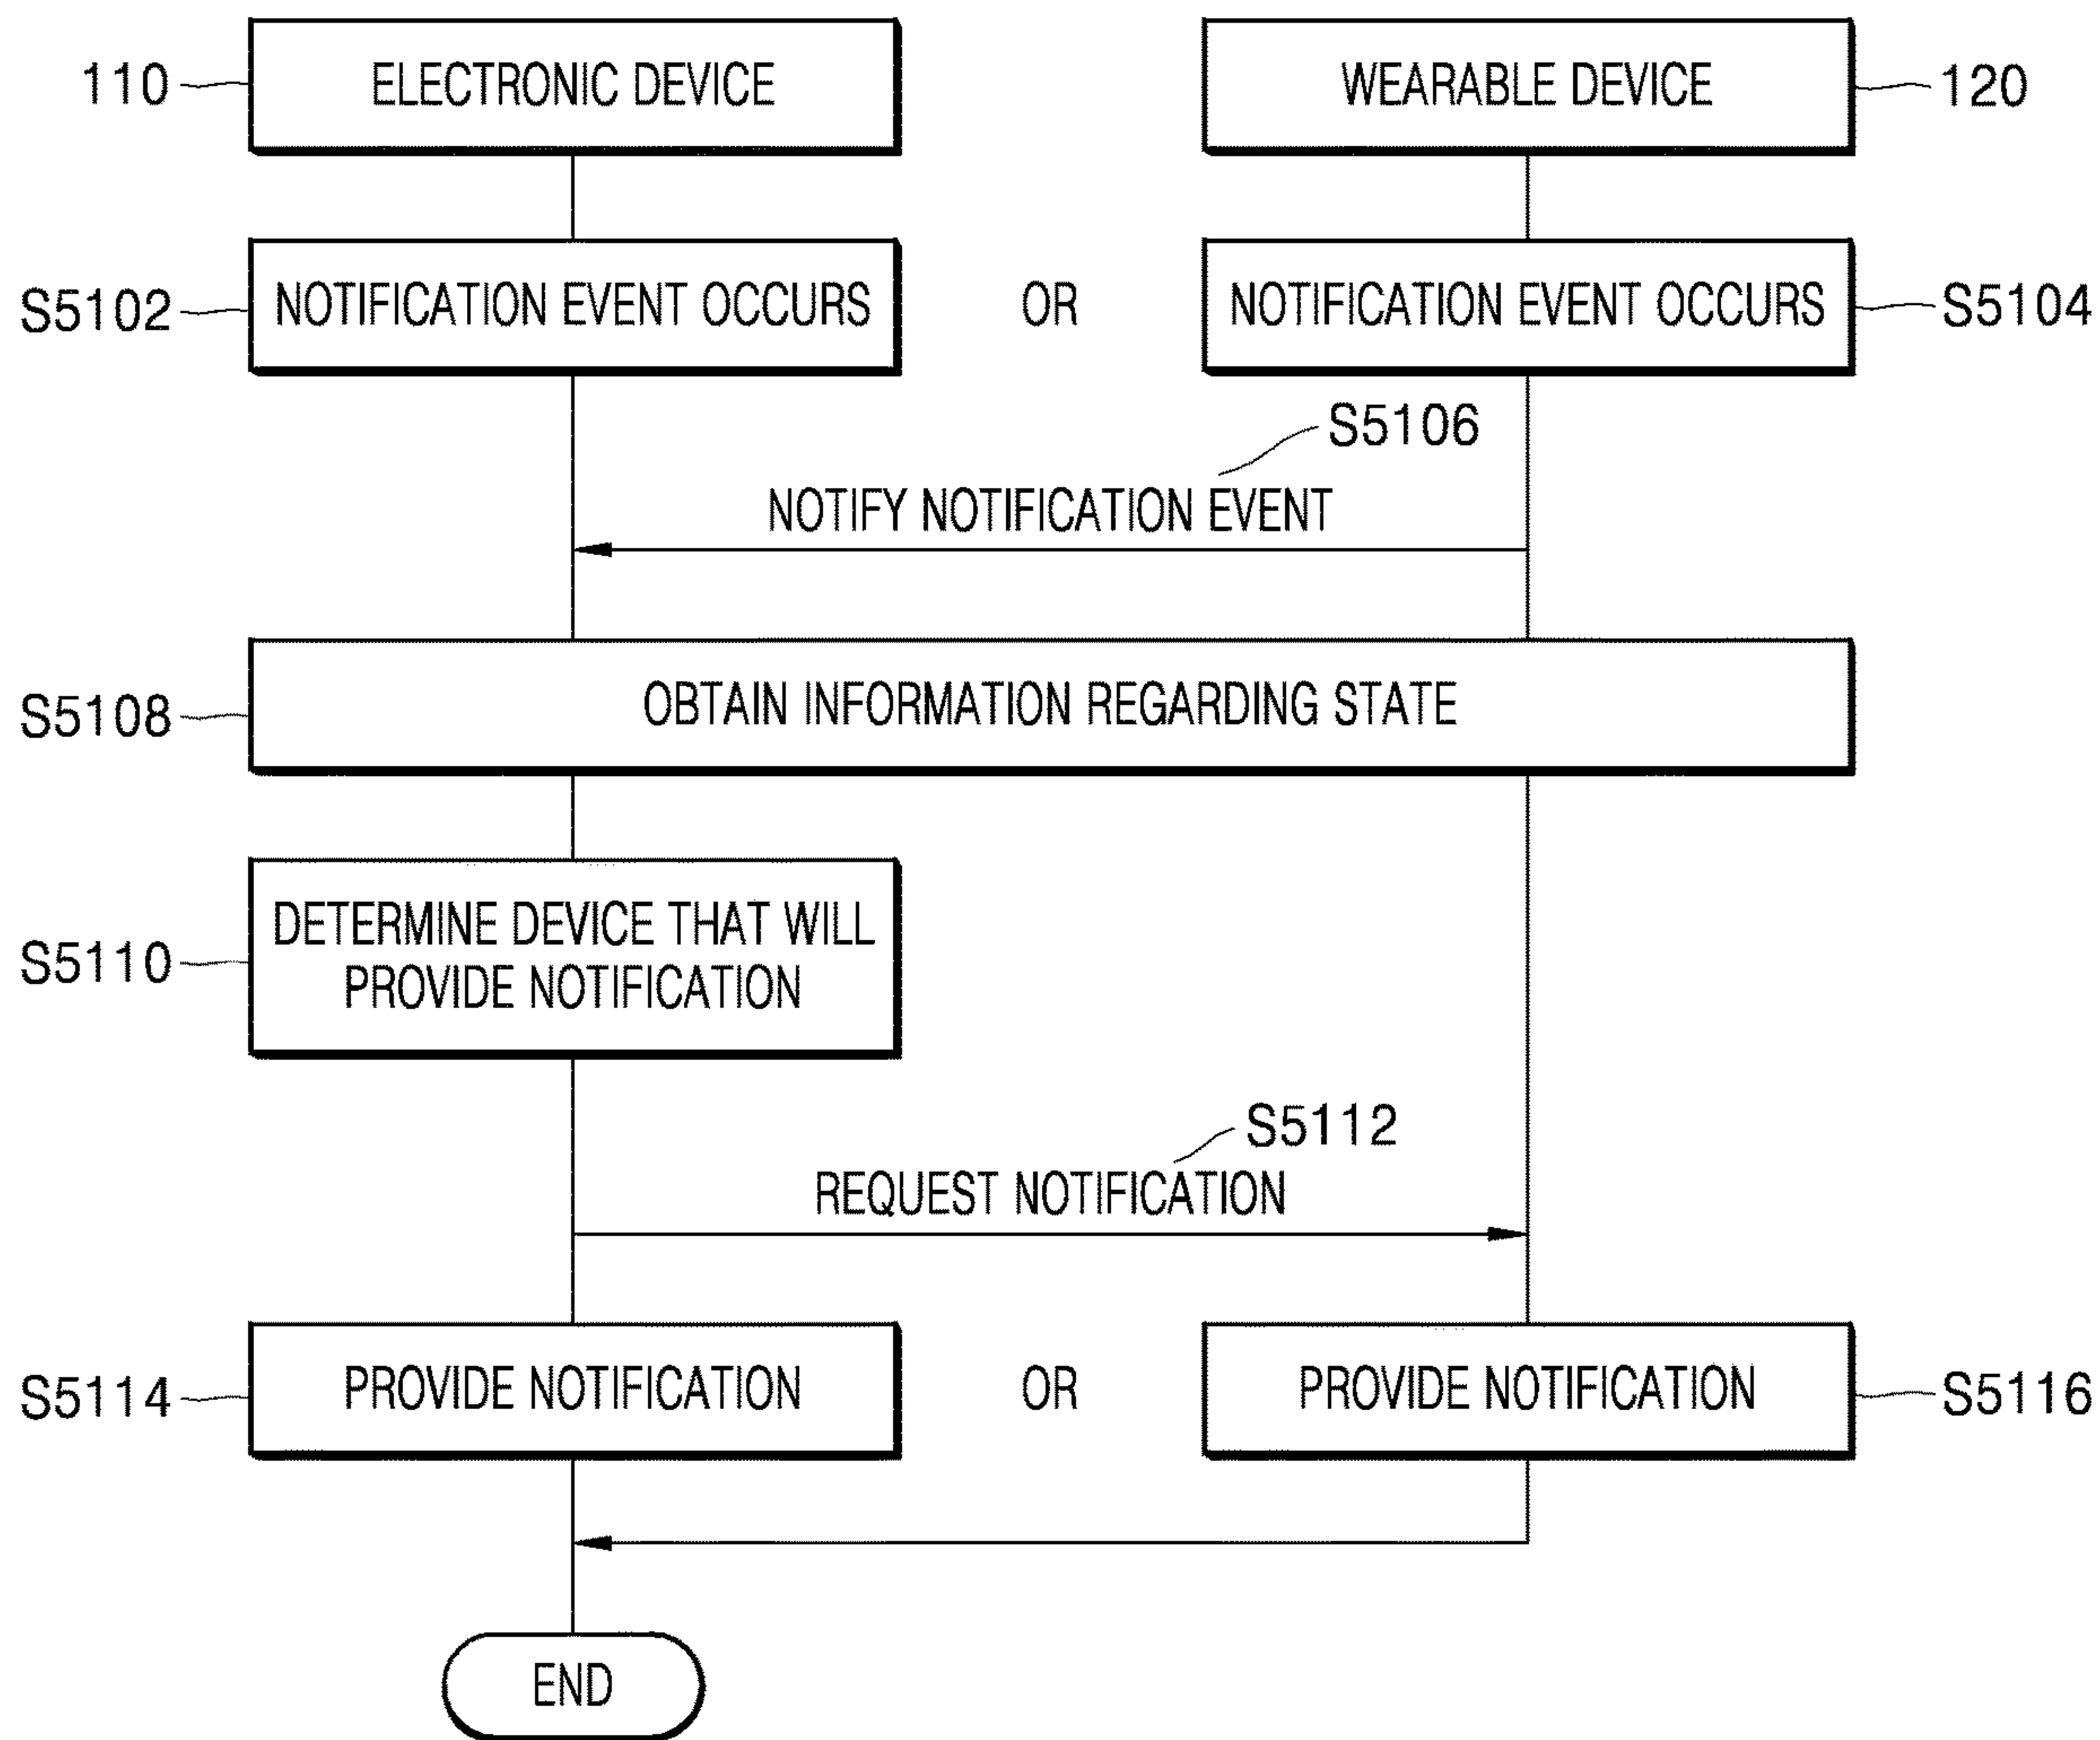 110
ELECTRONIC DEVICE
WEARABLE DEVICE
120
S5102
NOTIFICATION EVENT OCCURS
OR
NOTIFICATION EVENT OCCURS
S5104
S5106
NOTIFY NOTIFICATION EVENT
S5108
OBTAIN INFORMATION REGARDING STATE
S5110
DETERMINE DEVICE THAT WILL
PROVIDE NOTIFICATION
S5112
REQUEST NOTIFICATION
S5114
PROVIDE NOTIFICATION
OR
PROVIDE NOTIFICATION
S5116
END